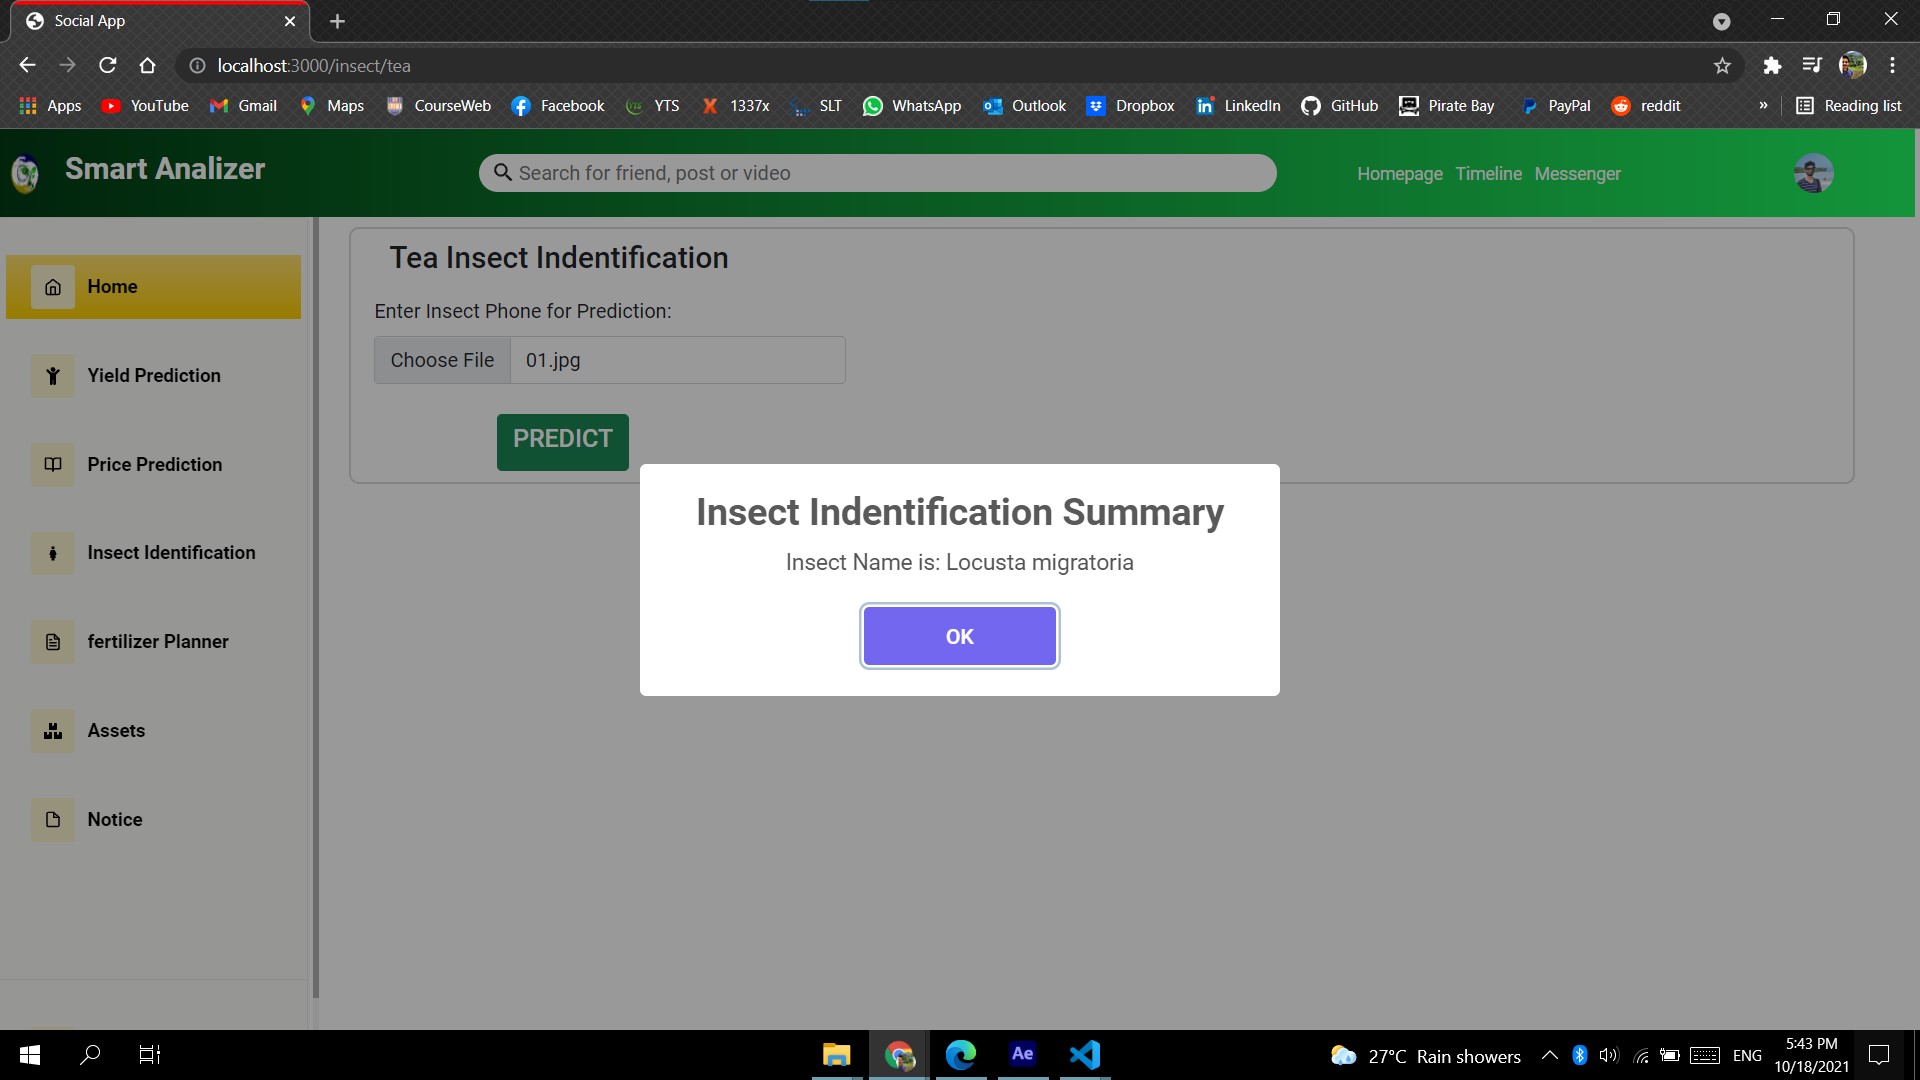 Social App
localhost:3000/insect/tea
Apps YouTube Gmail Maps CourseWeb Facebook YTS 1337x SLT WhatsApp Outlook Dropbox LinkedIn GitHub Pirate Bay PayPal reddit » Reading list
Smart Analizer
Search for friend, post or video
Homepage Timeline Messenger
Home
Yield Prediction
Price Prediction
Insect Identification
fertilizer Planner
Assets
Notice
Tea Insect Indentification
Enter Insect Phone for Prediction:
Choose File 01.jpg
PREDICT
Insect Indentification Summary
Insect Name is: Locusta migratoria
OK
Ae
27°C Rain showers
ENG
5:43 PM
10/18/2021